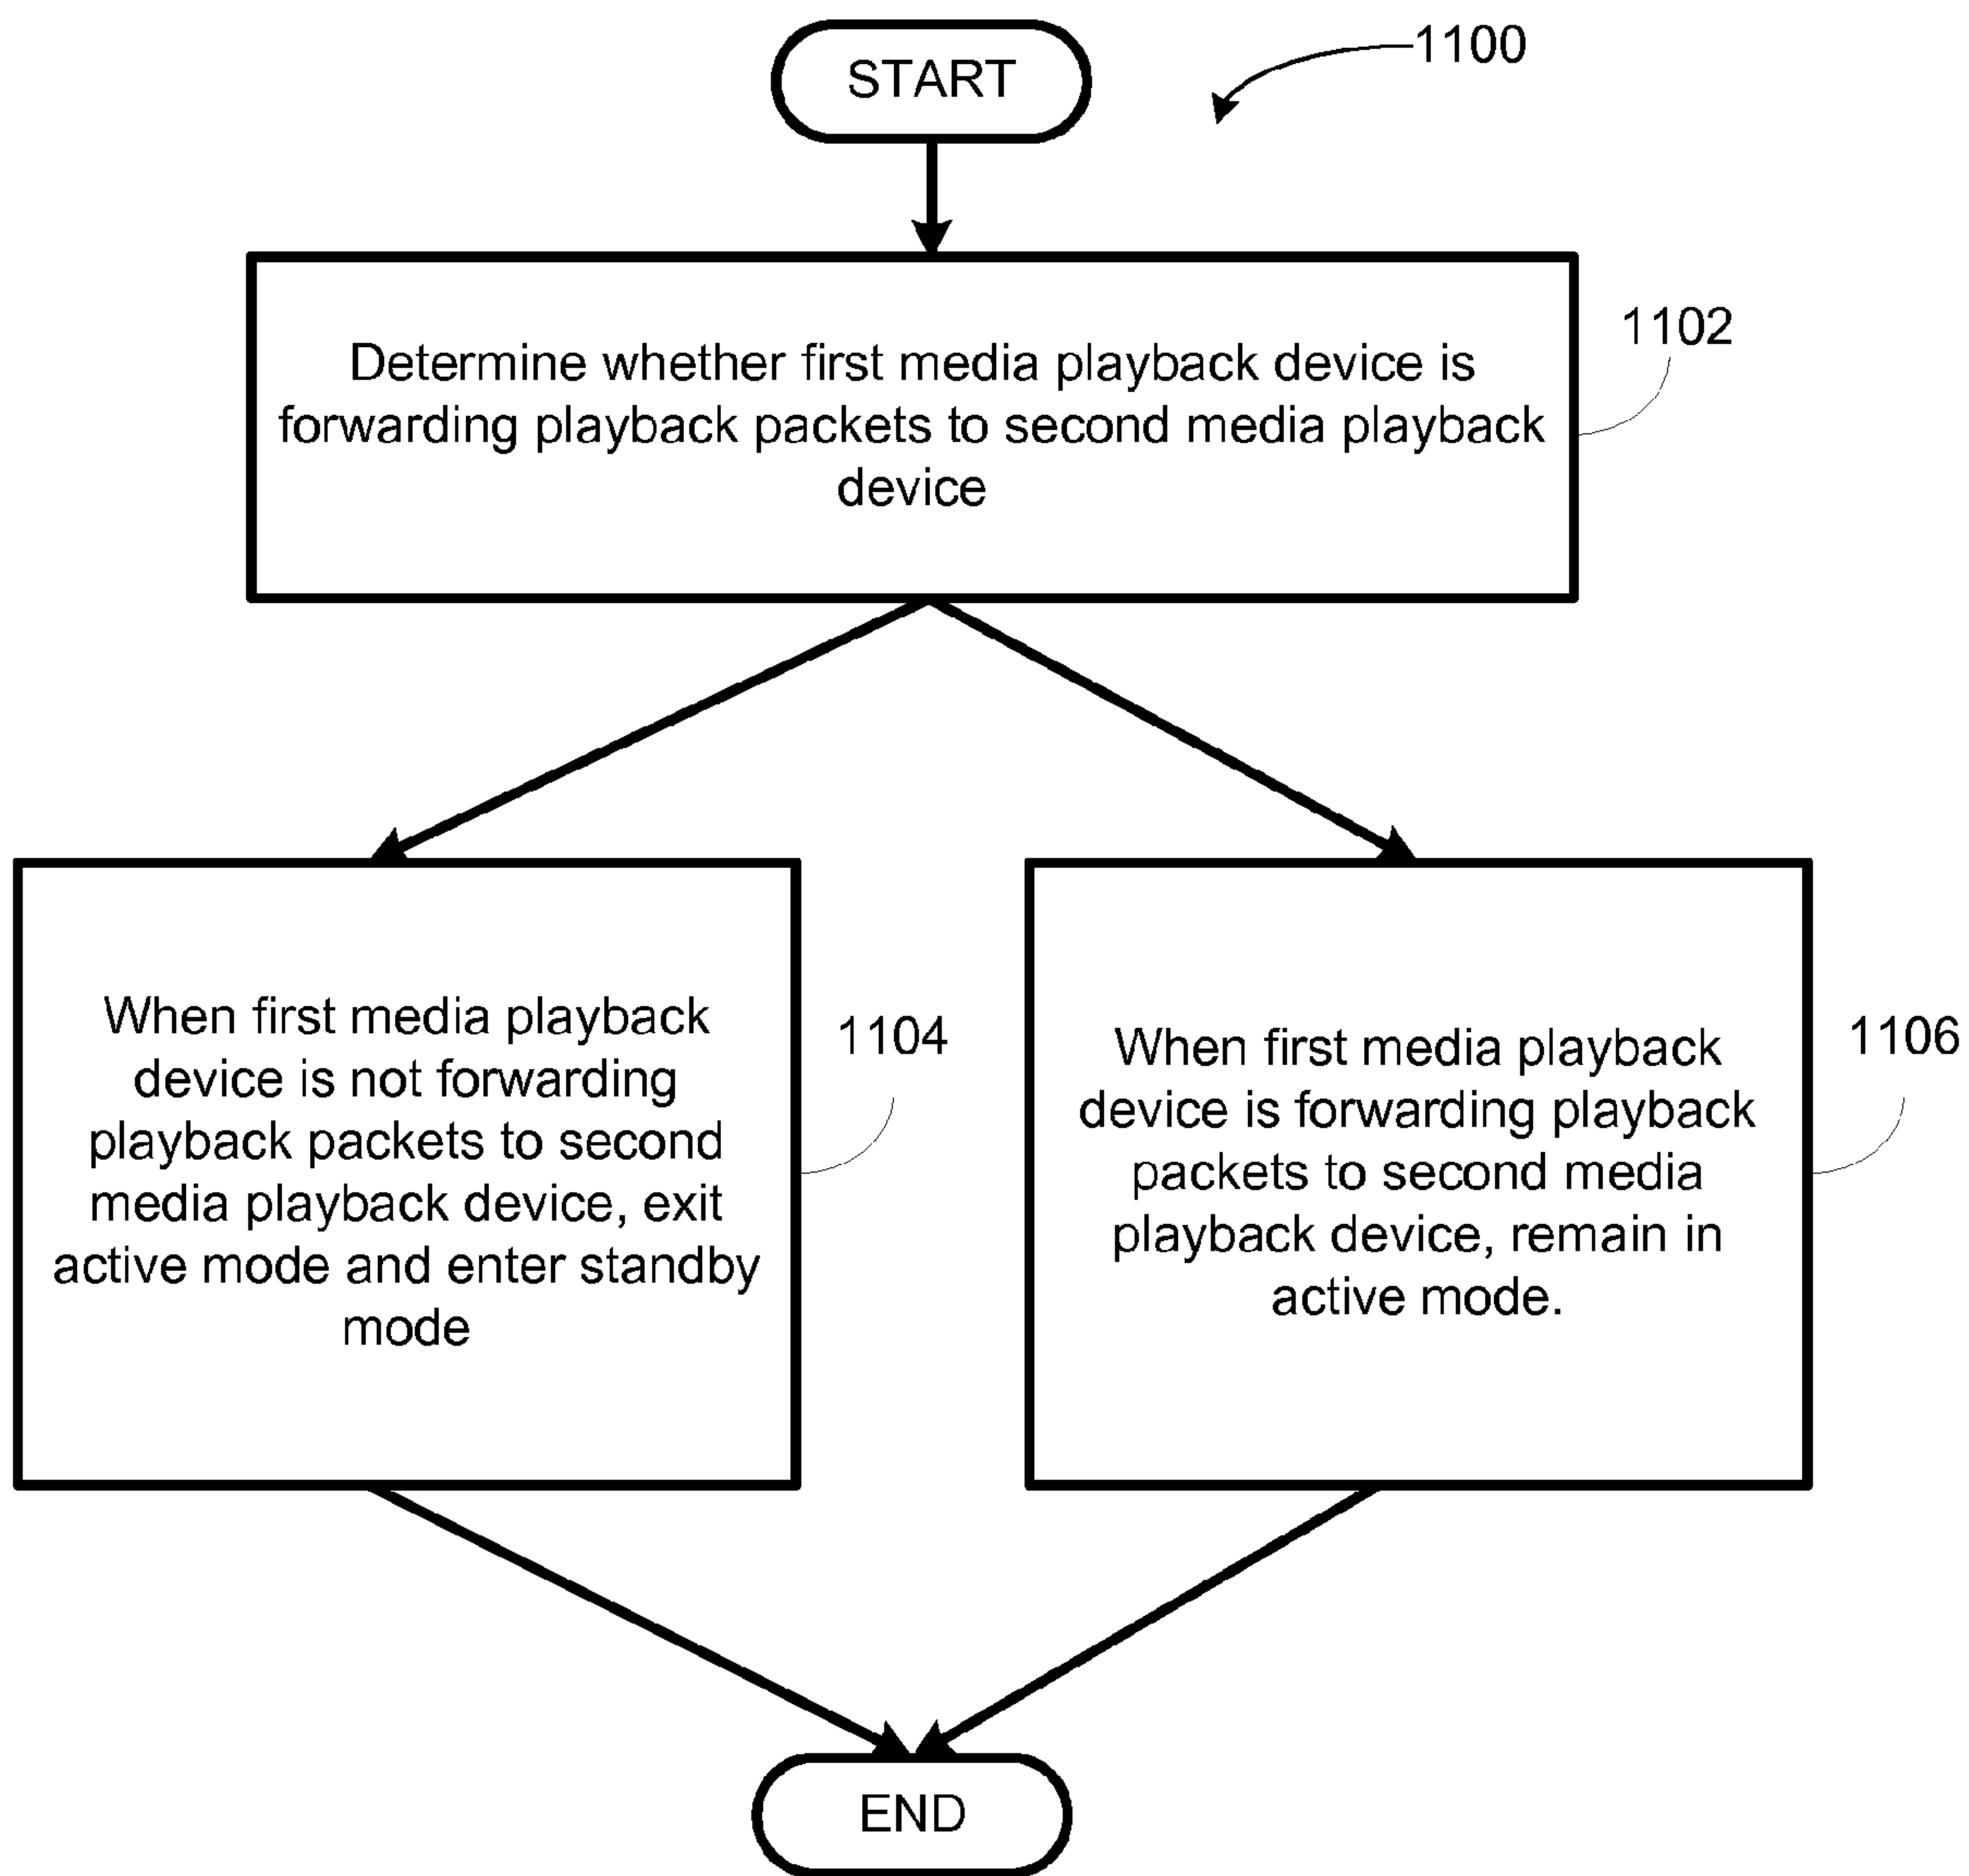 START
1100
Determine whether first media playback device is
forwarding playback packets to second media playback
device
1102
When first media playback
device is not forwarding
playback packets to second
media playback device, exit
active mode and enter standby
mode
1104
When first media playback
device is forwarding playback
packets to second media
playback device, remain in
active mode.
1106
END